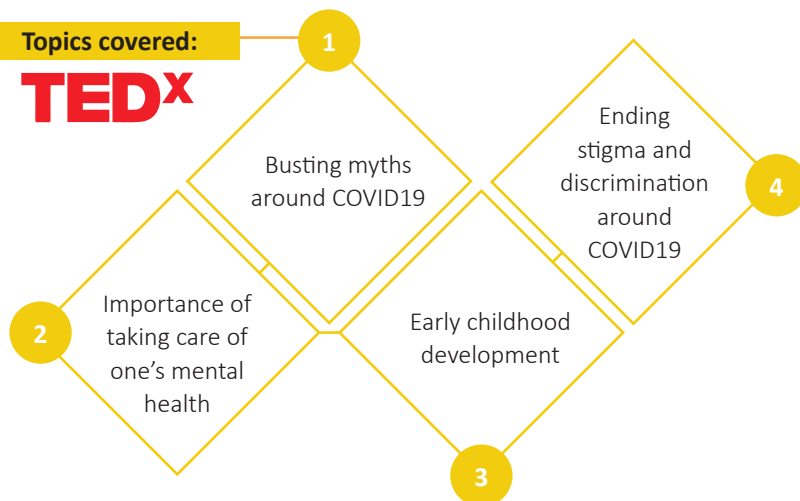 Topics covered:
TEDx
1
Busting myths
around COVID19
2
Importance of
taking care of
one's mental
health
3
Early childhood
development
4
Ending
stigma and
discrimination
around
COVID19